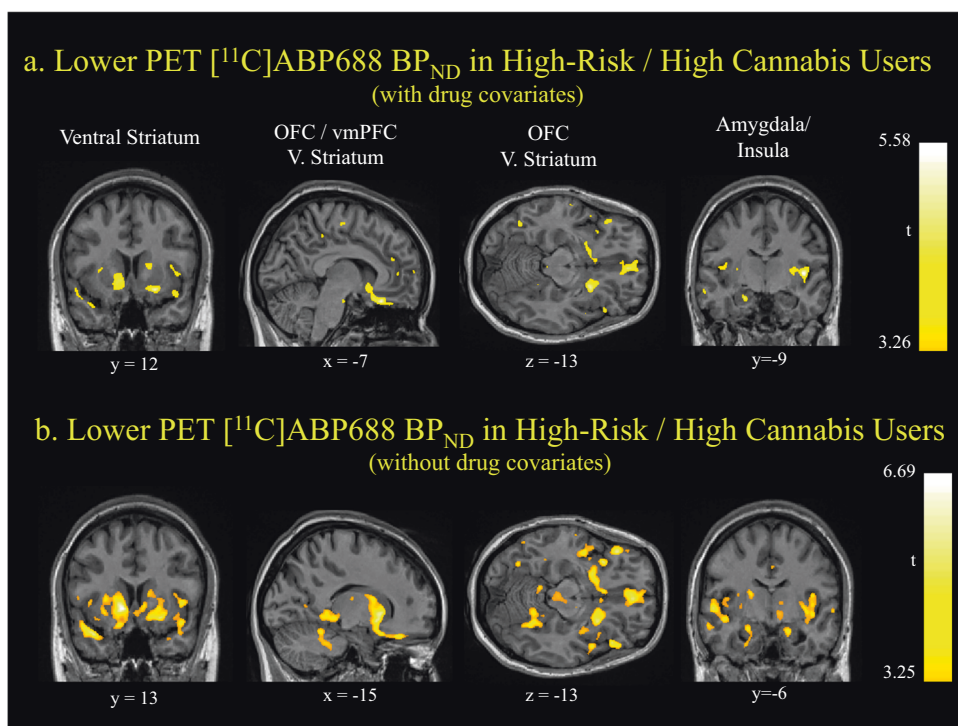 a. Lower PET [¹¹C]ABP688 BP_ND in High-Risk / High Cannabis Users
(with drug covariates)
Ventral Striatum
OFC / vmPFC
V. Striatum
OFC
V. Striatum
Amygdala/
Insula
5.58
t
3.26
y = 12
x = -7
z = -13
y=-9
b. Lower PET [¹¹C]ABP688 BP_ND in High-Risk / High Cannabis Users
(without drug covariates)
6.69
t
3.25
y = 13
x = -15
z = -13
y=-6